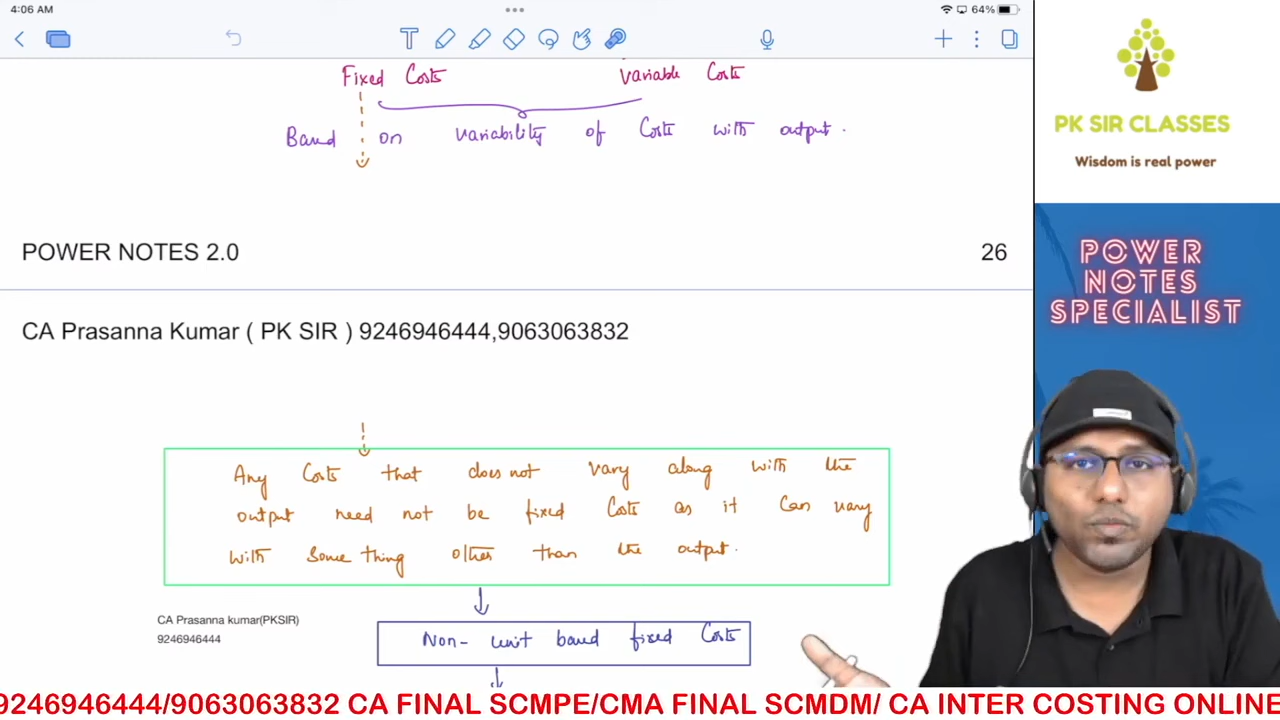 4:06 AM
64%
Fixed Costs
Variable Costs
Based on variability of Costs with output.
POWER NOTES 2.0
26
CA Prasanna Kumar ( PK SIR ) 9246946444,9063063832
Any Costs that does not vary along with the
output need not be fixed Costs as it Can vary
with Some thing other than the output.
CA Prasanna kumar(PKSIR)
9246946444
Non- unit based fixed Costs
PK SIR CLASSES
Wisdom is real power
POWER
NOTES
SPECIALIST
9246946444/9063063832 CA FINAL SCMPE/CMA FINAL SCMDM/ CA INTER COSTING ONLINE